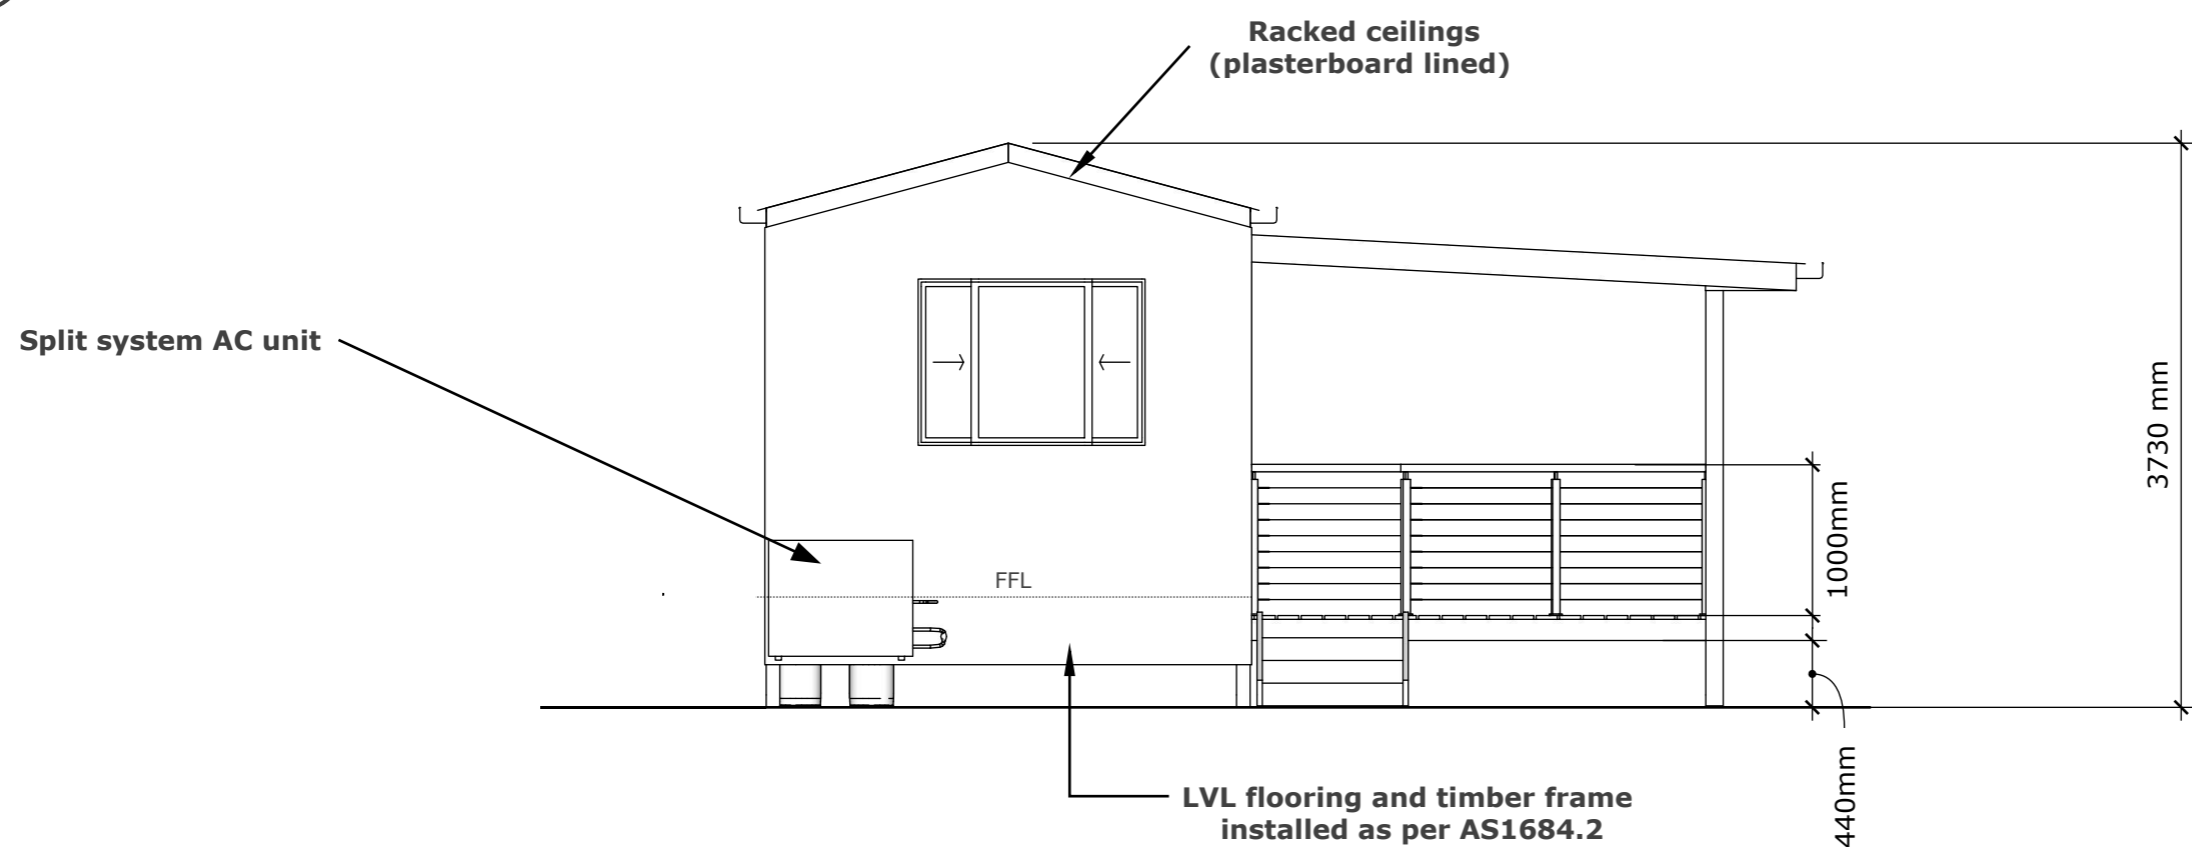 Racked ceilings
(plasterboard lined)
Split system AC unit
3730 mm
1000mm
FFL
440mm
LVL flooring and timber frame
installed as per AS1684.2